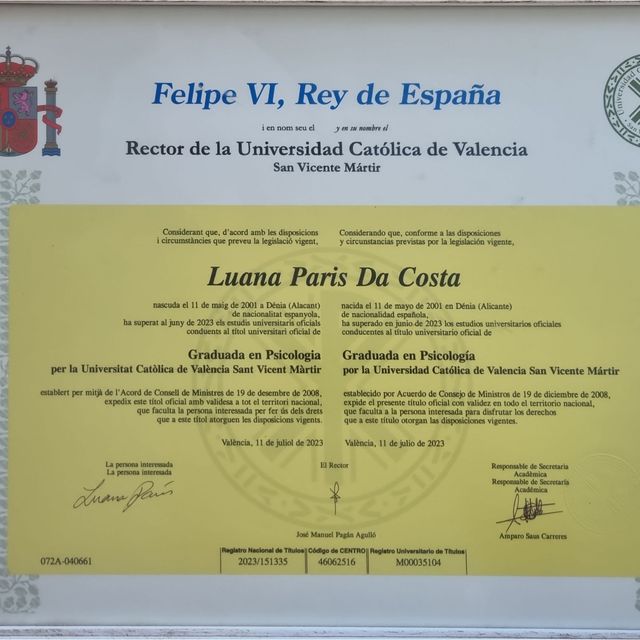 Felipe VI, Rey de España
i en nom seu el y en su nombre el
Rector de la Universidad Católica de Valencia
San Vicente Mártir
Considerant que, d'acord amb les disposicions
i circumstàncies que preveu la legislació vigent,
Considerando que, conforme a las disposiciones
y circunstancias previstas por la legislación vigente,
Luana Paris Da Costa
nascuda el 11 de maig de 2001 a Dénia (Alacant)
de nacionalitat espanyola,
ha superat al juny de 2023 els estudis universitaris oficials
conduents al títol universitari oficial de
nacida el 11 de mayo de 2001 en Dénia (Alicante)
de nacionalidad española,
ha superado en junio de 2023 los estudios universitarios oficiales
conducentes al título universitario oficial de
Graduada en Psicologia
per la Universitat Catòlica de València Sant Vicent Màrtir
Graduada en Psicología
por la Universidad Católica de Valencia San Vicente Mártir
establert per mitjà de l'Acord de Consell de Ministres de 19 de desembre de 2008,
expedix este títol oficial amb validesa a tot el territori nacional,
que faculta la persona interessada per fer ús dels drets
que a este títol atorguen les disposicions vigents.
establecido por Acuerdo de Consejo de Ministros de 19 de diciembre de 2008,
expide el presente título oficial con validez en todo el territorio nacional,
que faculta a la persona interesada para disfrutar los derechos
que a este título otorgan las disposiciones vigentes.
València, 11 de juliol de 2023
Valencia, 11 de julio de 2023
La persona interessada
La persona interesada
Luana París
El Rector
José Manuel Pagán Agulló
Responsable de Secretaria
Acadèmica
Responsable de Secretaría
Académica
Amparo Saus Carreres
072A-040661
Registro Nacional de Títulos
2023/151335
Código de CENTRO
46062516
Registro Universitario de Títulos
M00035104